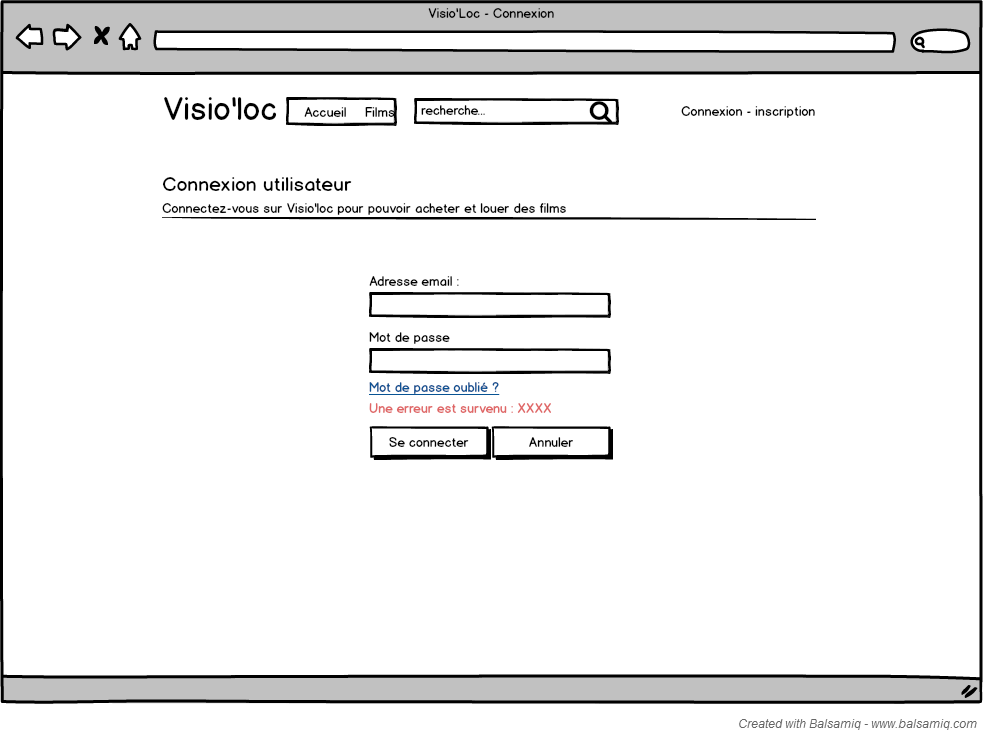 Visio'Loc - Connexion
Visio'loc Accueil Films recherche... Connexion - inscription
Connexion utilisateur
Connectez-vous sur Visio'loc pour pouvoir acheter et louer des films
Adresse email :
Mot de passe
Mot de passe oublié ?
Une erreur est survenu : XXXX
Se connecter Annuler
Created with Balsamiq - www.balsamiq.com